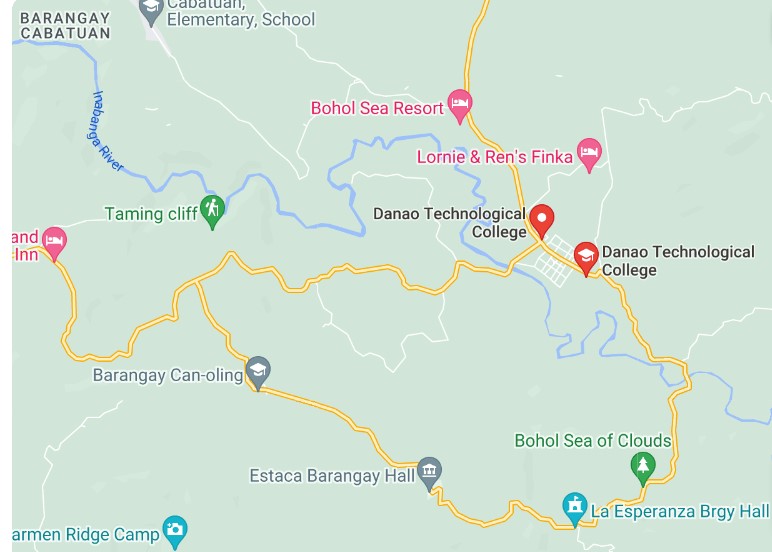 Cabatuan,
Elementary, School
BARANGAY
CABATUAN
Inabanga River
Bohol Sea Resort
Lornie & Ren's Finka
Taming cliff
Danao Technological
College
and
Inn
Danao Technological
College
Barangay Can-oling
Bohol Sea of Clouds
Estaca Barangay Hall
La Esperanza Brgy Hall
armen Ridge Camp